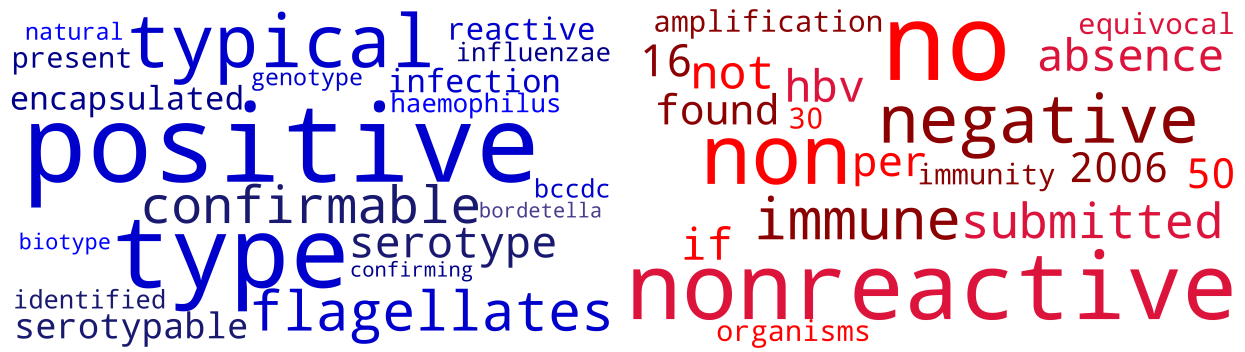 natural
typical
reactive
present
influenzae
genotype
infection
encapsulated
haemophilus
positive
bccdc
confirmable
bordetella
type
biotype
serotype
confirming
identified
flagellates
serotypable
amplification
no
equivocal
16
absence
not
hbv
found
30
negative
non
per
immunity
2006
50
immune
submitted
if
nonreactive
organisms